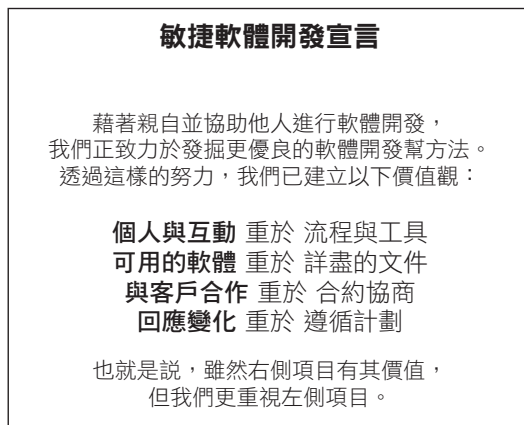 敏捷軟體開發宣言
藉著親自並協助他人進行軟體開發，
我們正致力於發掘更優良的軟體開發幫方法。
透過這樣的努力，我們已建立以下價值觀：
個人與互動 重於 流程與工具
可用的軟體 重於 詳盡的文件
與客戶合作 重於 合約協商
回應變化 重於 遵循計劃
也就是說，雖然右側項目有其價值，
但我們更重視左側項目。